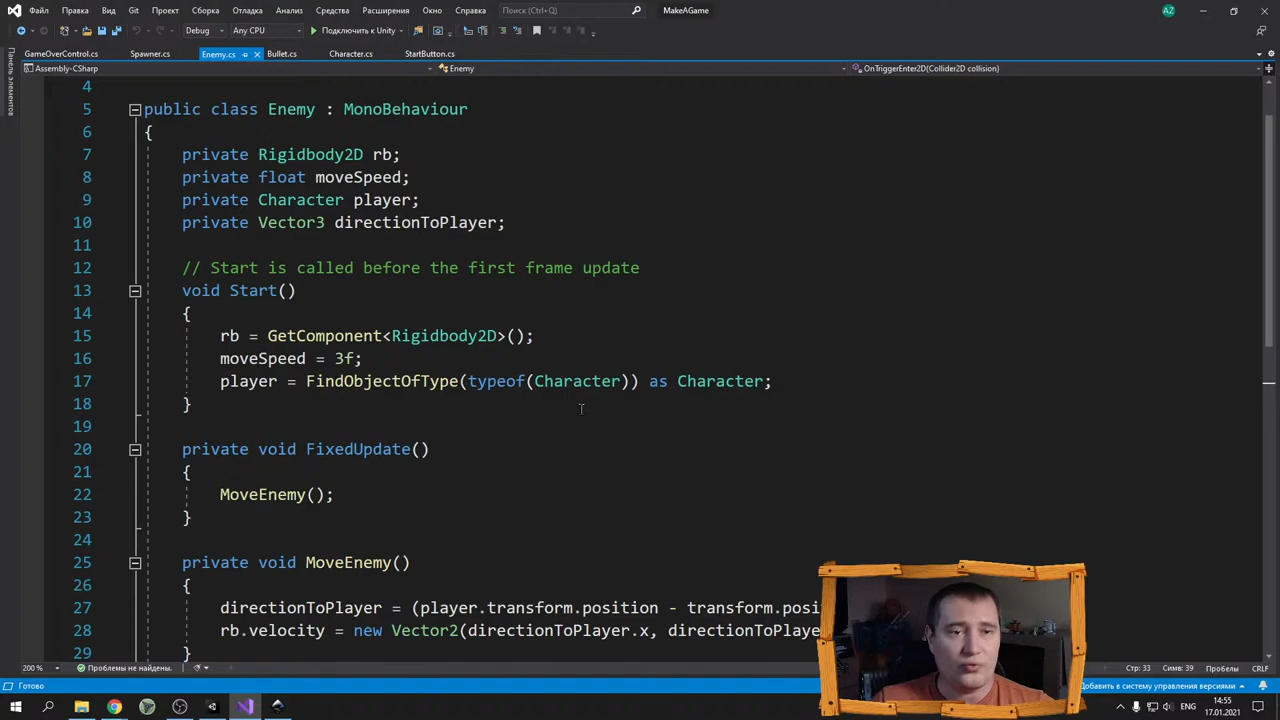 Файл Правка Вид Git Проект Сборка Отладка Анализ Средства Расширения Окно Справка Поиск (Ctrl+Q) MakeAGame AZ
Debug Any CPU Подключить к Unity
GameOverControl.cs Spawner.cs Enemy.cs Bullet.cs Character.cs StartButton.cs
Панель элементов
Assembly-CSharp Enemy OnTriggerEnter2D(Collider2D collision)
4
5 public class Enemy : MonoBehaviour
6 {
7 private Rigidbody2D rb;
8 private float moveSpeed;
9 private Character player;
10 private Vector3 directionToPlayer;
11
12 // Start is called before the first frame update
13 void Start()
14 {
15 rb = GetComponent<Rigidbody2D>();
16 moveSpeed = 3f;
17 player = FindObjectOfType(typeof(Character)) as Character;
18 }
19
20 private void FixedUpdate()
21 {
22 MoveEnemy();
23 }
24
25 private void MoveEnemy()
26 {
27 directionToPlayer = (player.transform.position - transform.posi
28 rb.velocity = new Vector2(directionToPlayer.x, directionToPlaye
29 }
200 % Проблемы не найдены. Стр: 33 Симв: 39 Пробелы CRLF
Готово Добавить в систему управления версиями
ENG 14:55
17.01.2021